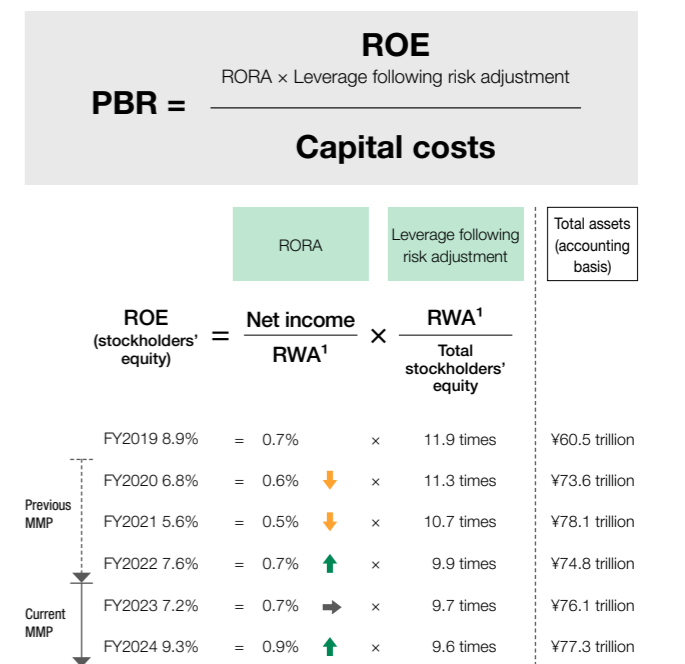 ROE
RORA × Leverage following risk adjustment
PBR =
Capital costs
RORA
Leverage following
risk adjustment
Total assets
(accounting
basis)
ROE
(stockholders'
equity)
=
Net income
RWA¹
×
RWA¹
Total
stockholders'
equity
FY2019 8.9% = 0.7% × 11.9 times ¥60.5 trillion
FY2020 6.8% = 0.6% × 11.3 times ¥73.6 trillion
Previous
MMP
FY2021 5.6% = 0.5% × 10.7 times ¥78.1 trillion
FY2022 7.6% = 0.7% × 9.9 times ¥74.8 trillion
FY2023 7.2% = 0.7% × 9.7 times ¥76.1 trillion
Current
MMP
FY2024 9.3% = 0.9% × 9.6 times ¥77.3 trillion